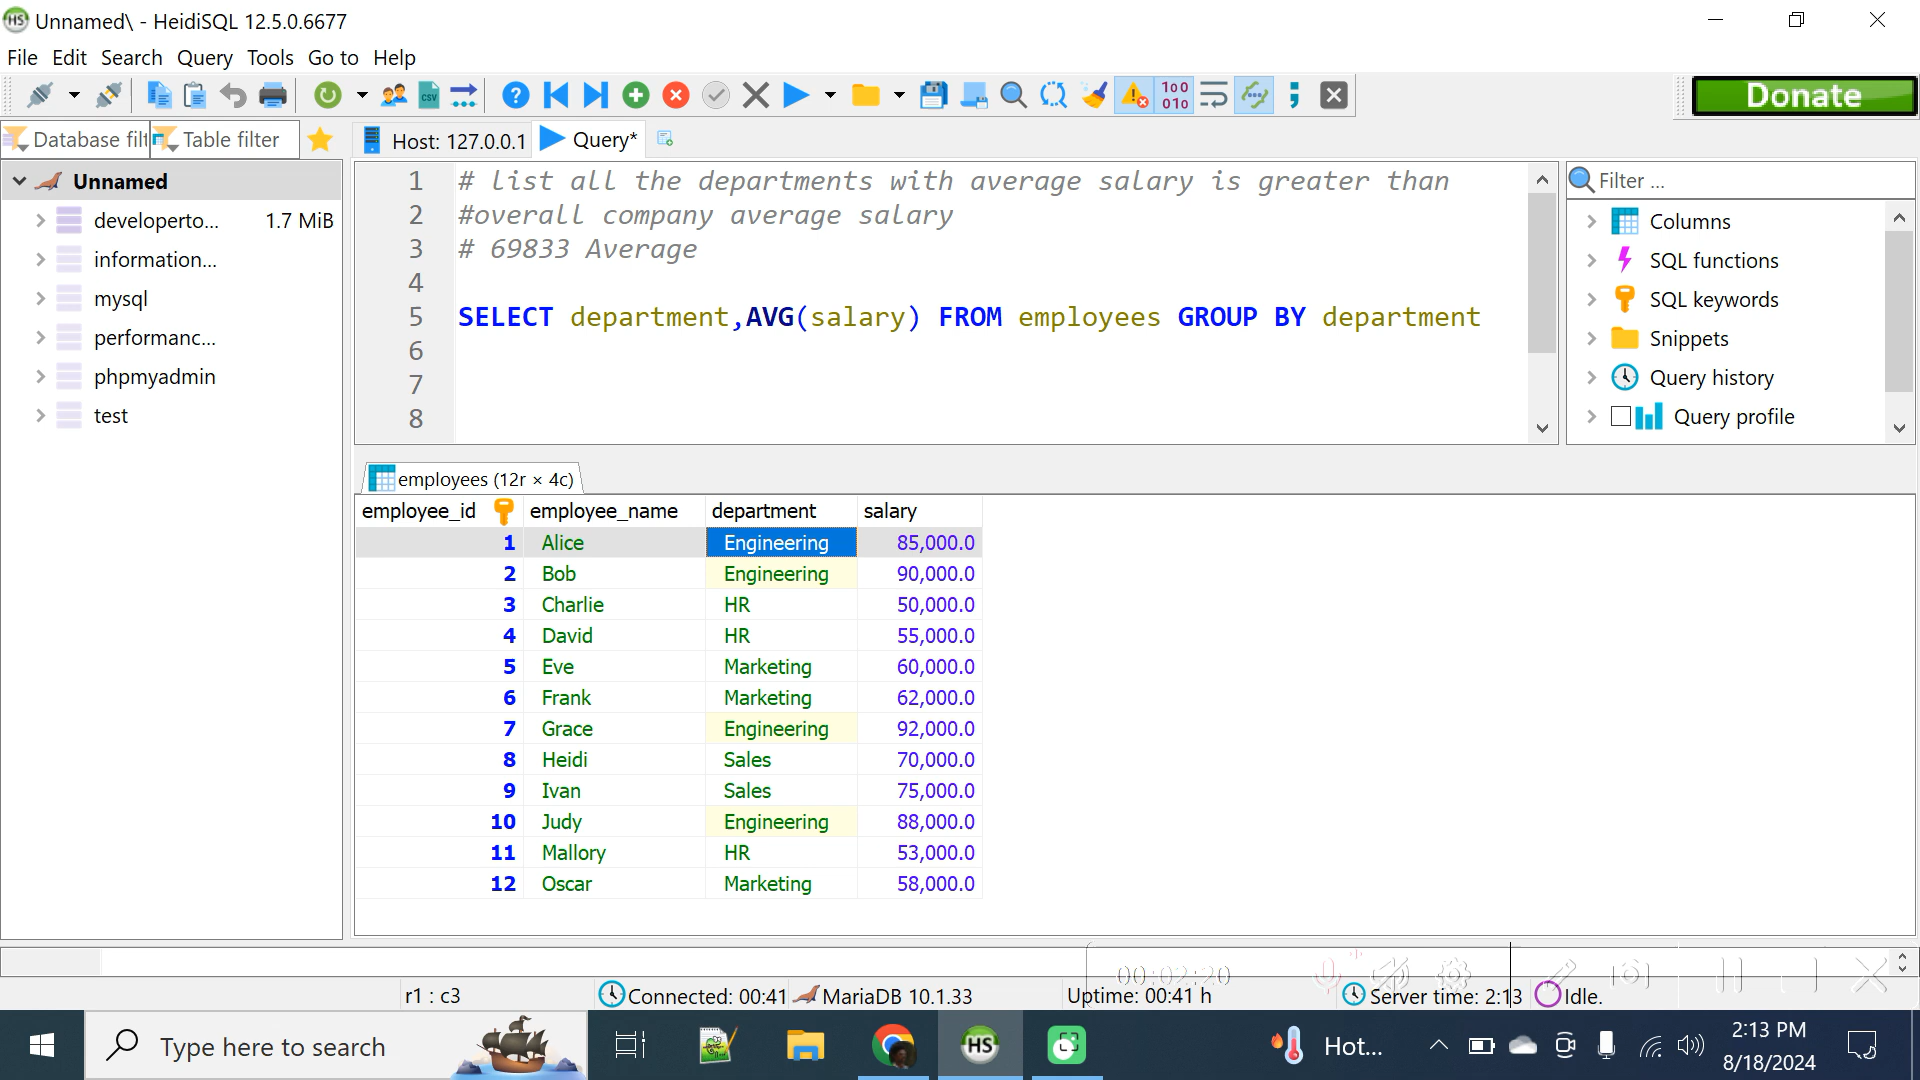 HS Unnamed\ - HeidiSQL 12.5.0.6677
File Edit Search Query Tools Go to Help
CSV ? 100 010 ; Donate
Database filt Table filter Host: 127.0.0.1 Query*
Unnamed
developerto... 1.7 MiB
information...
mysql
performanc...
phpmyadmin
test
1 # list all the departments with average salary is greater than
2 #overall company average salary
3 # 69833 Average
4
5 SELECT department,AVG(salary) FROM employees GROUP BY department
6
7
8
Filter ...
Columns
SQL functions
SQL keywords
Snippets
Query history
Query profile
employees (12r × 4c)
employee_id employee_name department salary
1 Alice Engineering 85,000.0
2 Bob Engineering 90,000.0
3 Charlie HR 50,000.0
4 David HR 55,000.0
5 Eve Marketing 60,000.0
6 Frank Marketing 62,000.0
7 Grace Engineering 92,000.0
8 Heidi Sales 70,000.0
9 Ivan Sales 75,000.0
10 Judy Engineering 88,000.0
11 Mallory HR 53,000.0
12 Oscar Marketing 58,000.0
00:02:20
r1 : c3 Connected: 00:41 MariaDB 10.1.33 Uptime: 00:41 h Server time: 2:13 Idle.
Type here to search HS Hot... 2:13 PM
8/18/2024